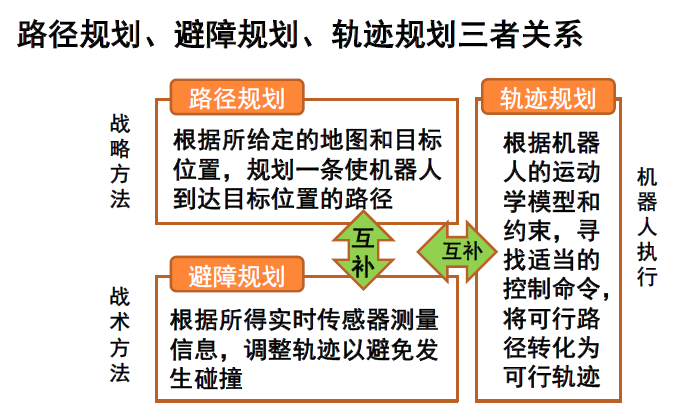 路径规划、避障规划、轨迹规划三者关系
战略方法
路径规划
根据所给定的地图和目标
位置，规划一条使机器人
到达目标位置的路径
互补
战术方法
避障规划
根据所得实时传感器测量
信息，调整轨迹以避免发
生碰撞
互补
轨迹规划
根据机器
人的运动
学模型和
约束，寻
找适当的
控制命令，
将可行路
径转化为
可行轨迹
机器人执行